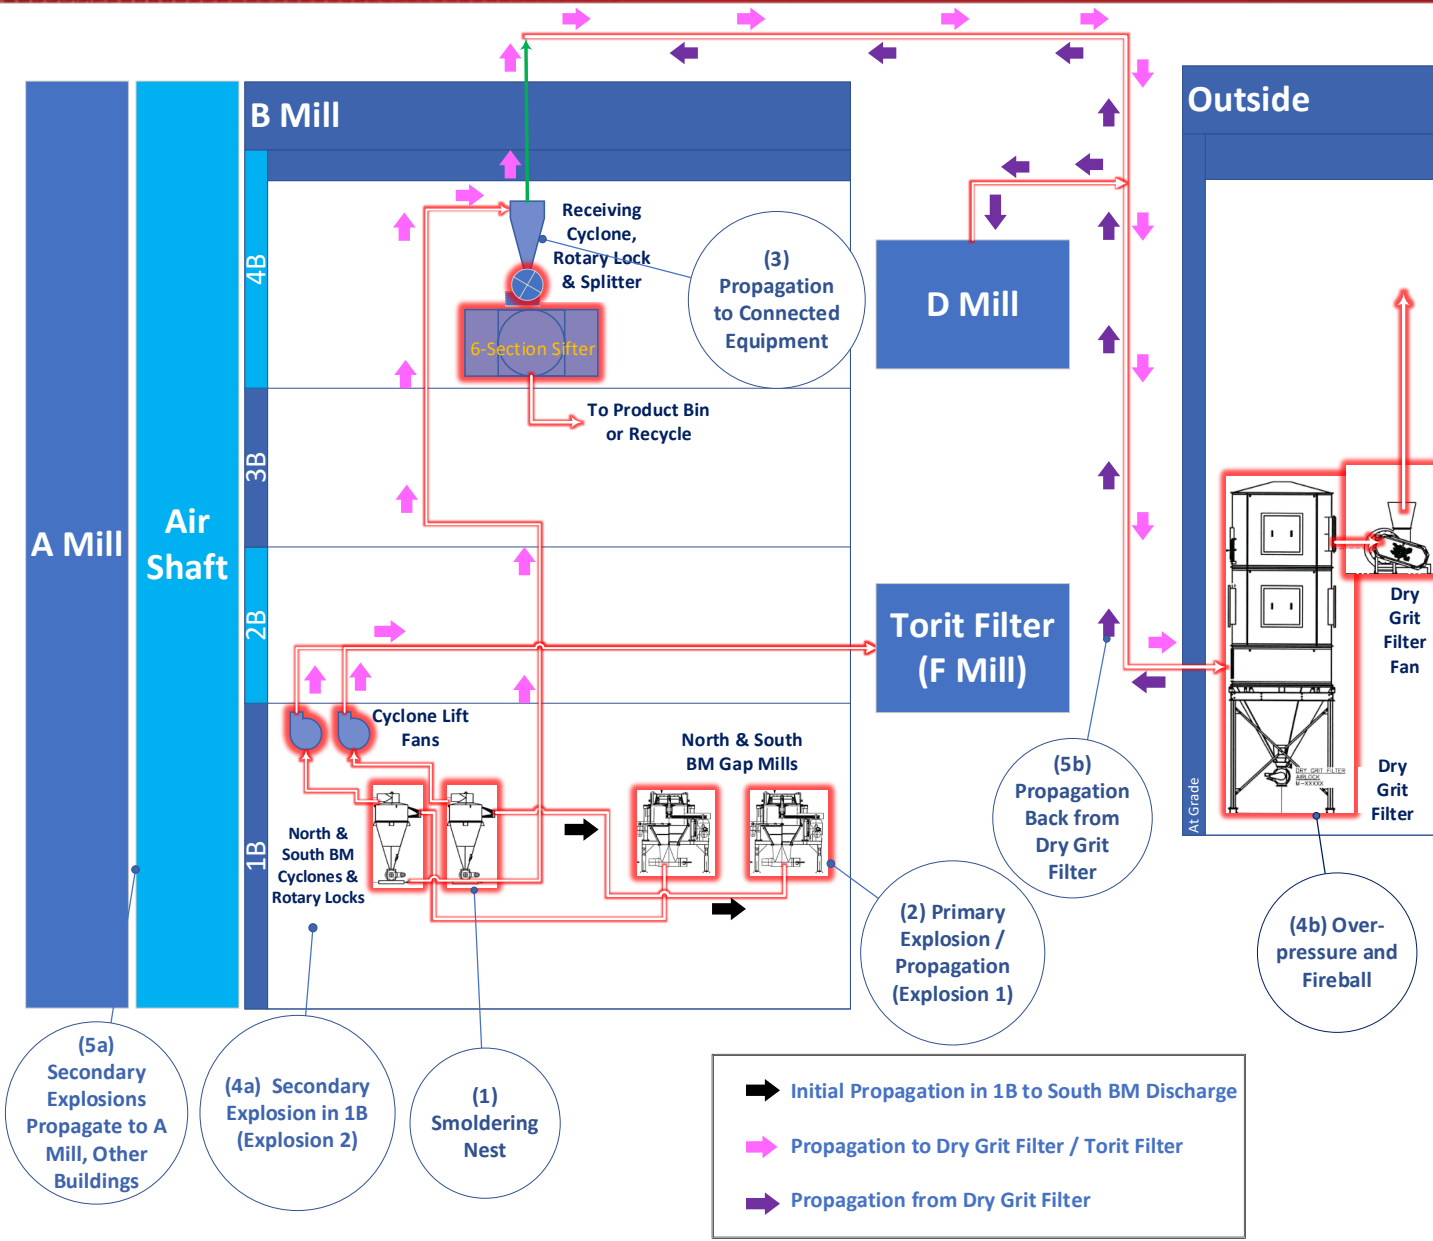 B Mill
Outside
A Mill
Air
Shaft
4B
3B
2B
1B
At Grade
Receiving
Cyclone,
Rotary Lock
& Splitter
6-Section Sifter
To Product Bin
or Recycle
(3)
Propagation
to Connected
Equipment
D Mill
Torit Filter
(F Mill)
Cyclone Lift
Fans
North & South
BM Gap Mills
North &
South BM
Cyclones &
Rotary Locks
(5b)
Propagation
Back from
Dry Grit
Filter
Dry
Grit
Filter
Fan
Dry
Grit
Filter
DRY GRIT FILTER
AIRLOCK
M-XXXXX
(2) Primary
Explosion /
Propagation
(Explosion 1)
(4b) Over-
pressure and
Fireball
(5a)
Secondary
Explosions
Propagate to A
Mill, Other
Buildings
(4a) Secondary
Explosion in 1B
(Explosion 2)
(1)
Smoldering
Nest
Initial Propagation in 1B to South BM Discharge
Propagation to Dry Grit Filter / Torit Filter
Propagation from Dry Grit Filter